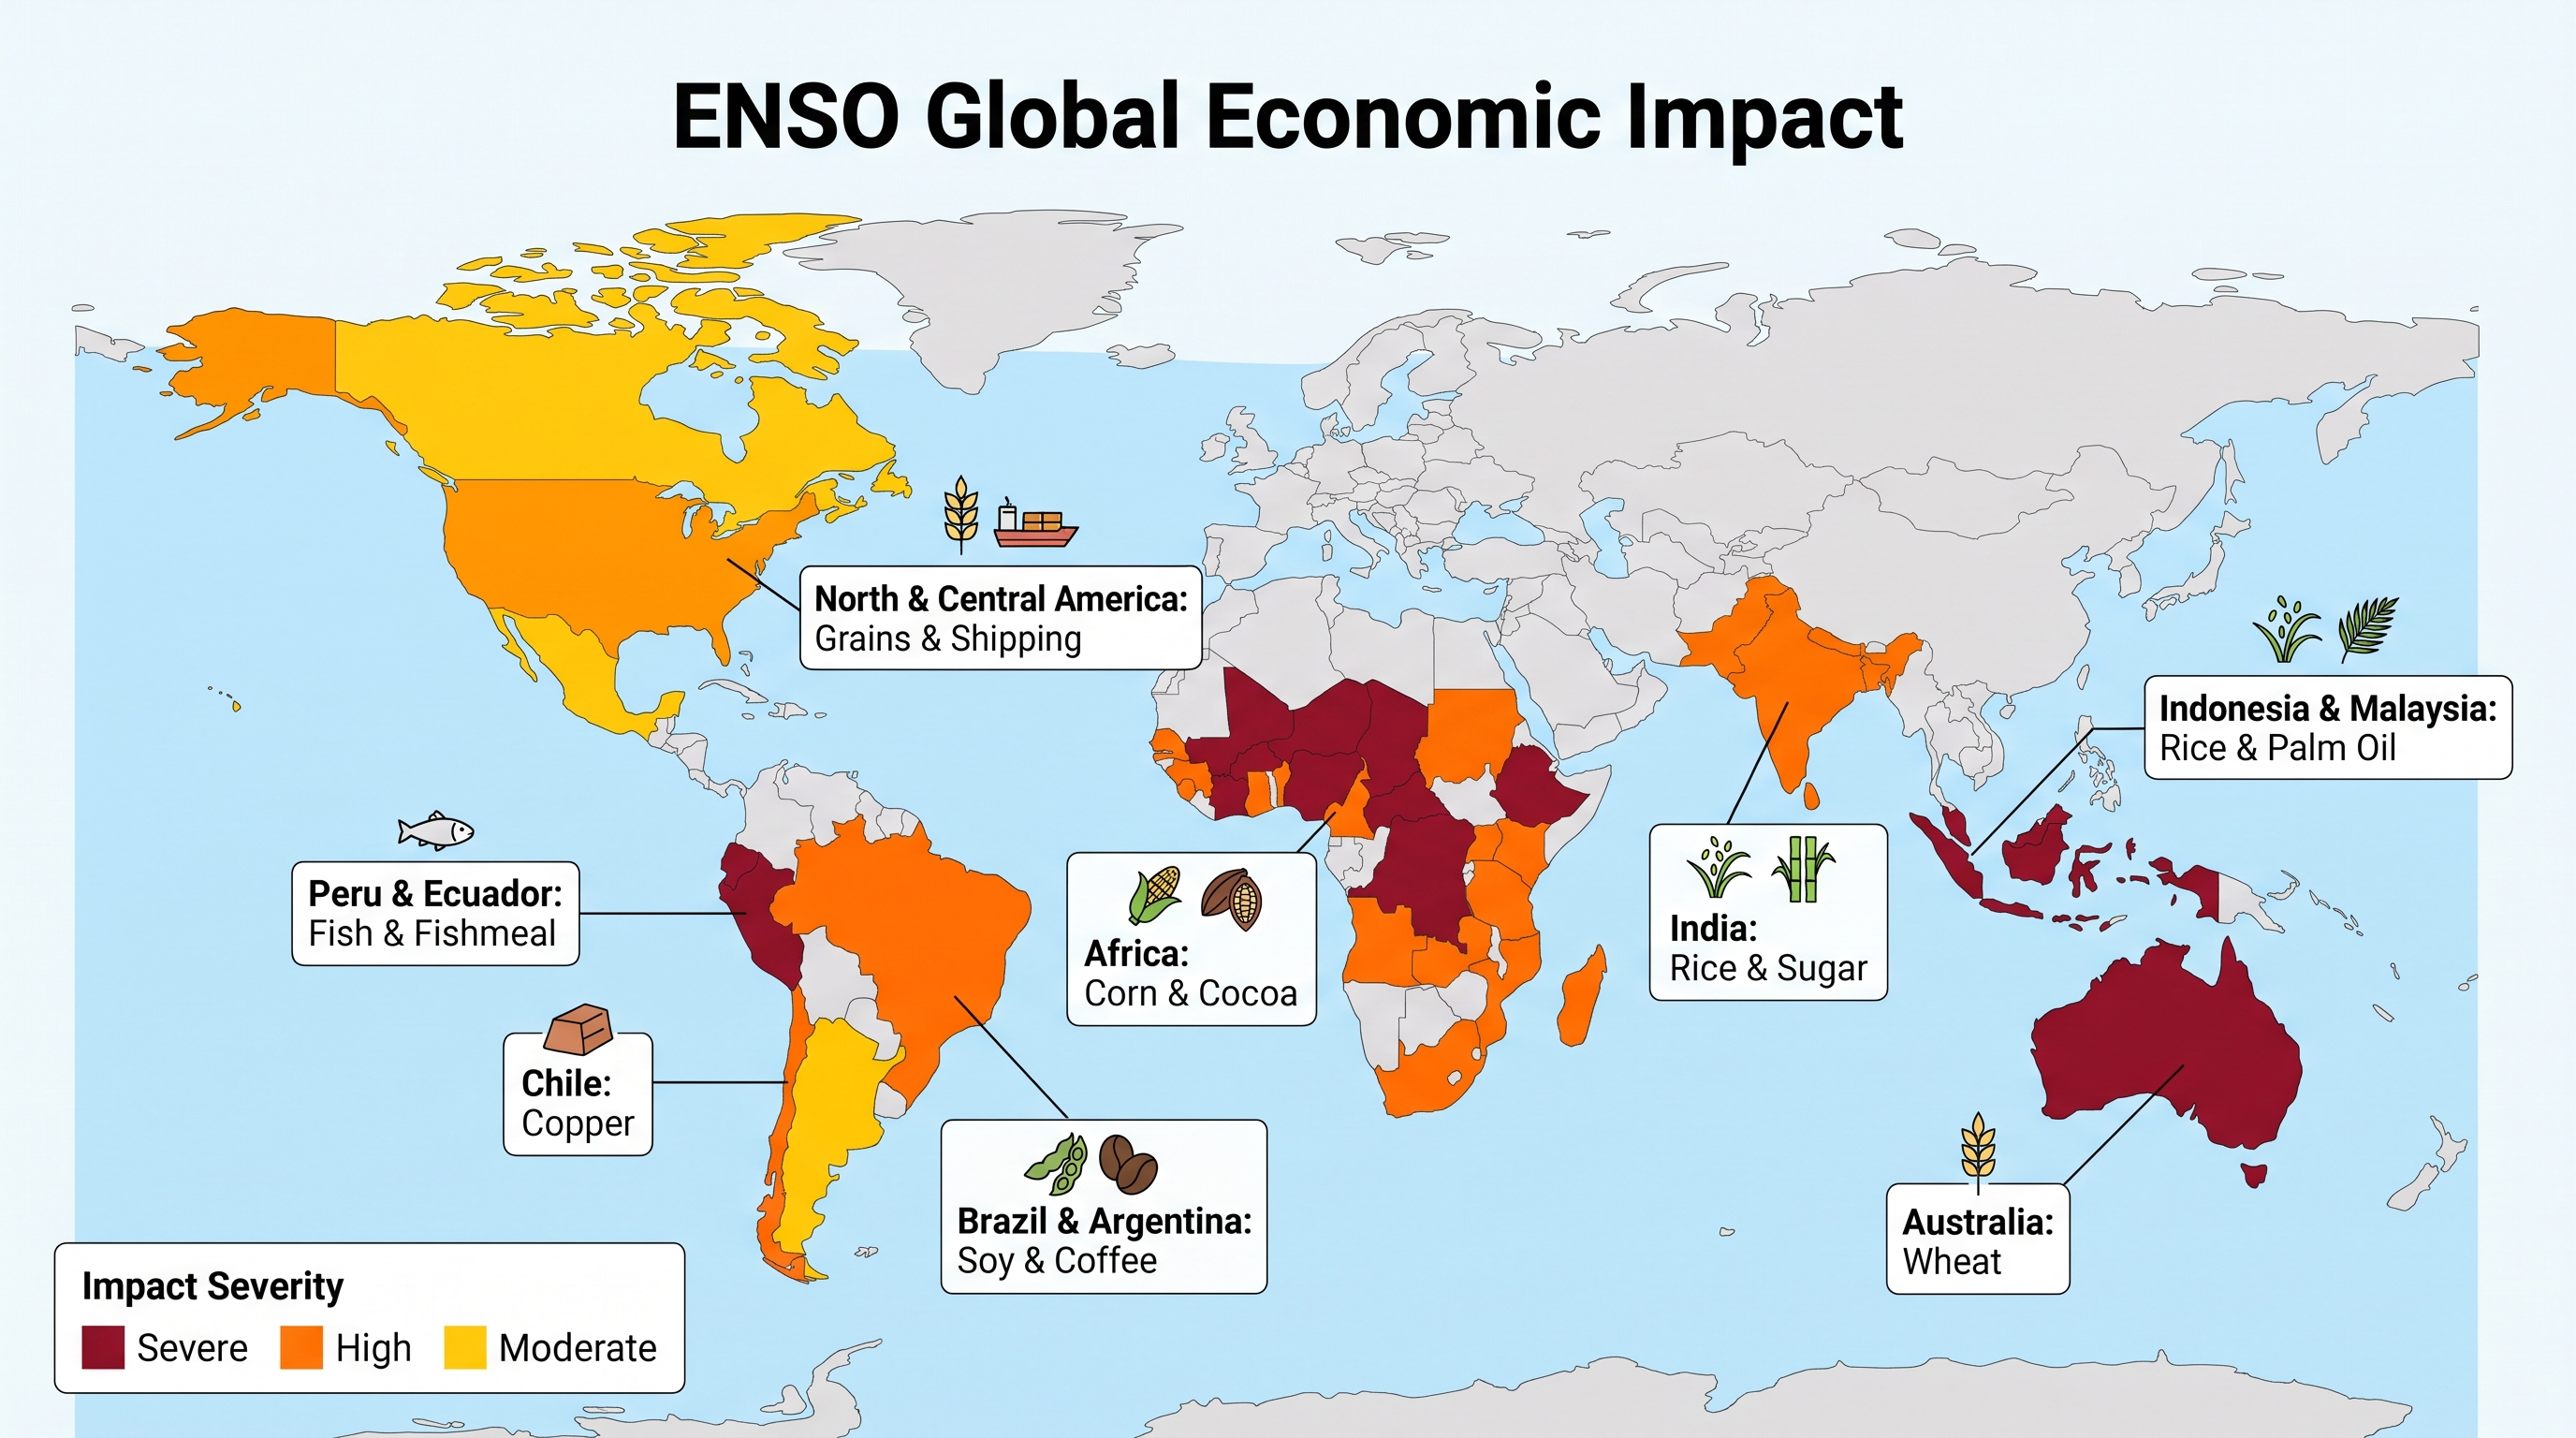 ENSO Global Economic Impact
North & Central America:
Grains & Shipping
Indonesia & Malaysia:
Rice & Palm Oil
Peru & Ecuador:
Fish & Fishmeal
Africa:
Corn & Cocoa
India:
Rice & Sugar
Chile:
Copper
Brazil & Argentina:
Soy & Coffee
Australia:
Wheat
Impact Severity
Severe High Moderate